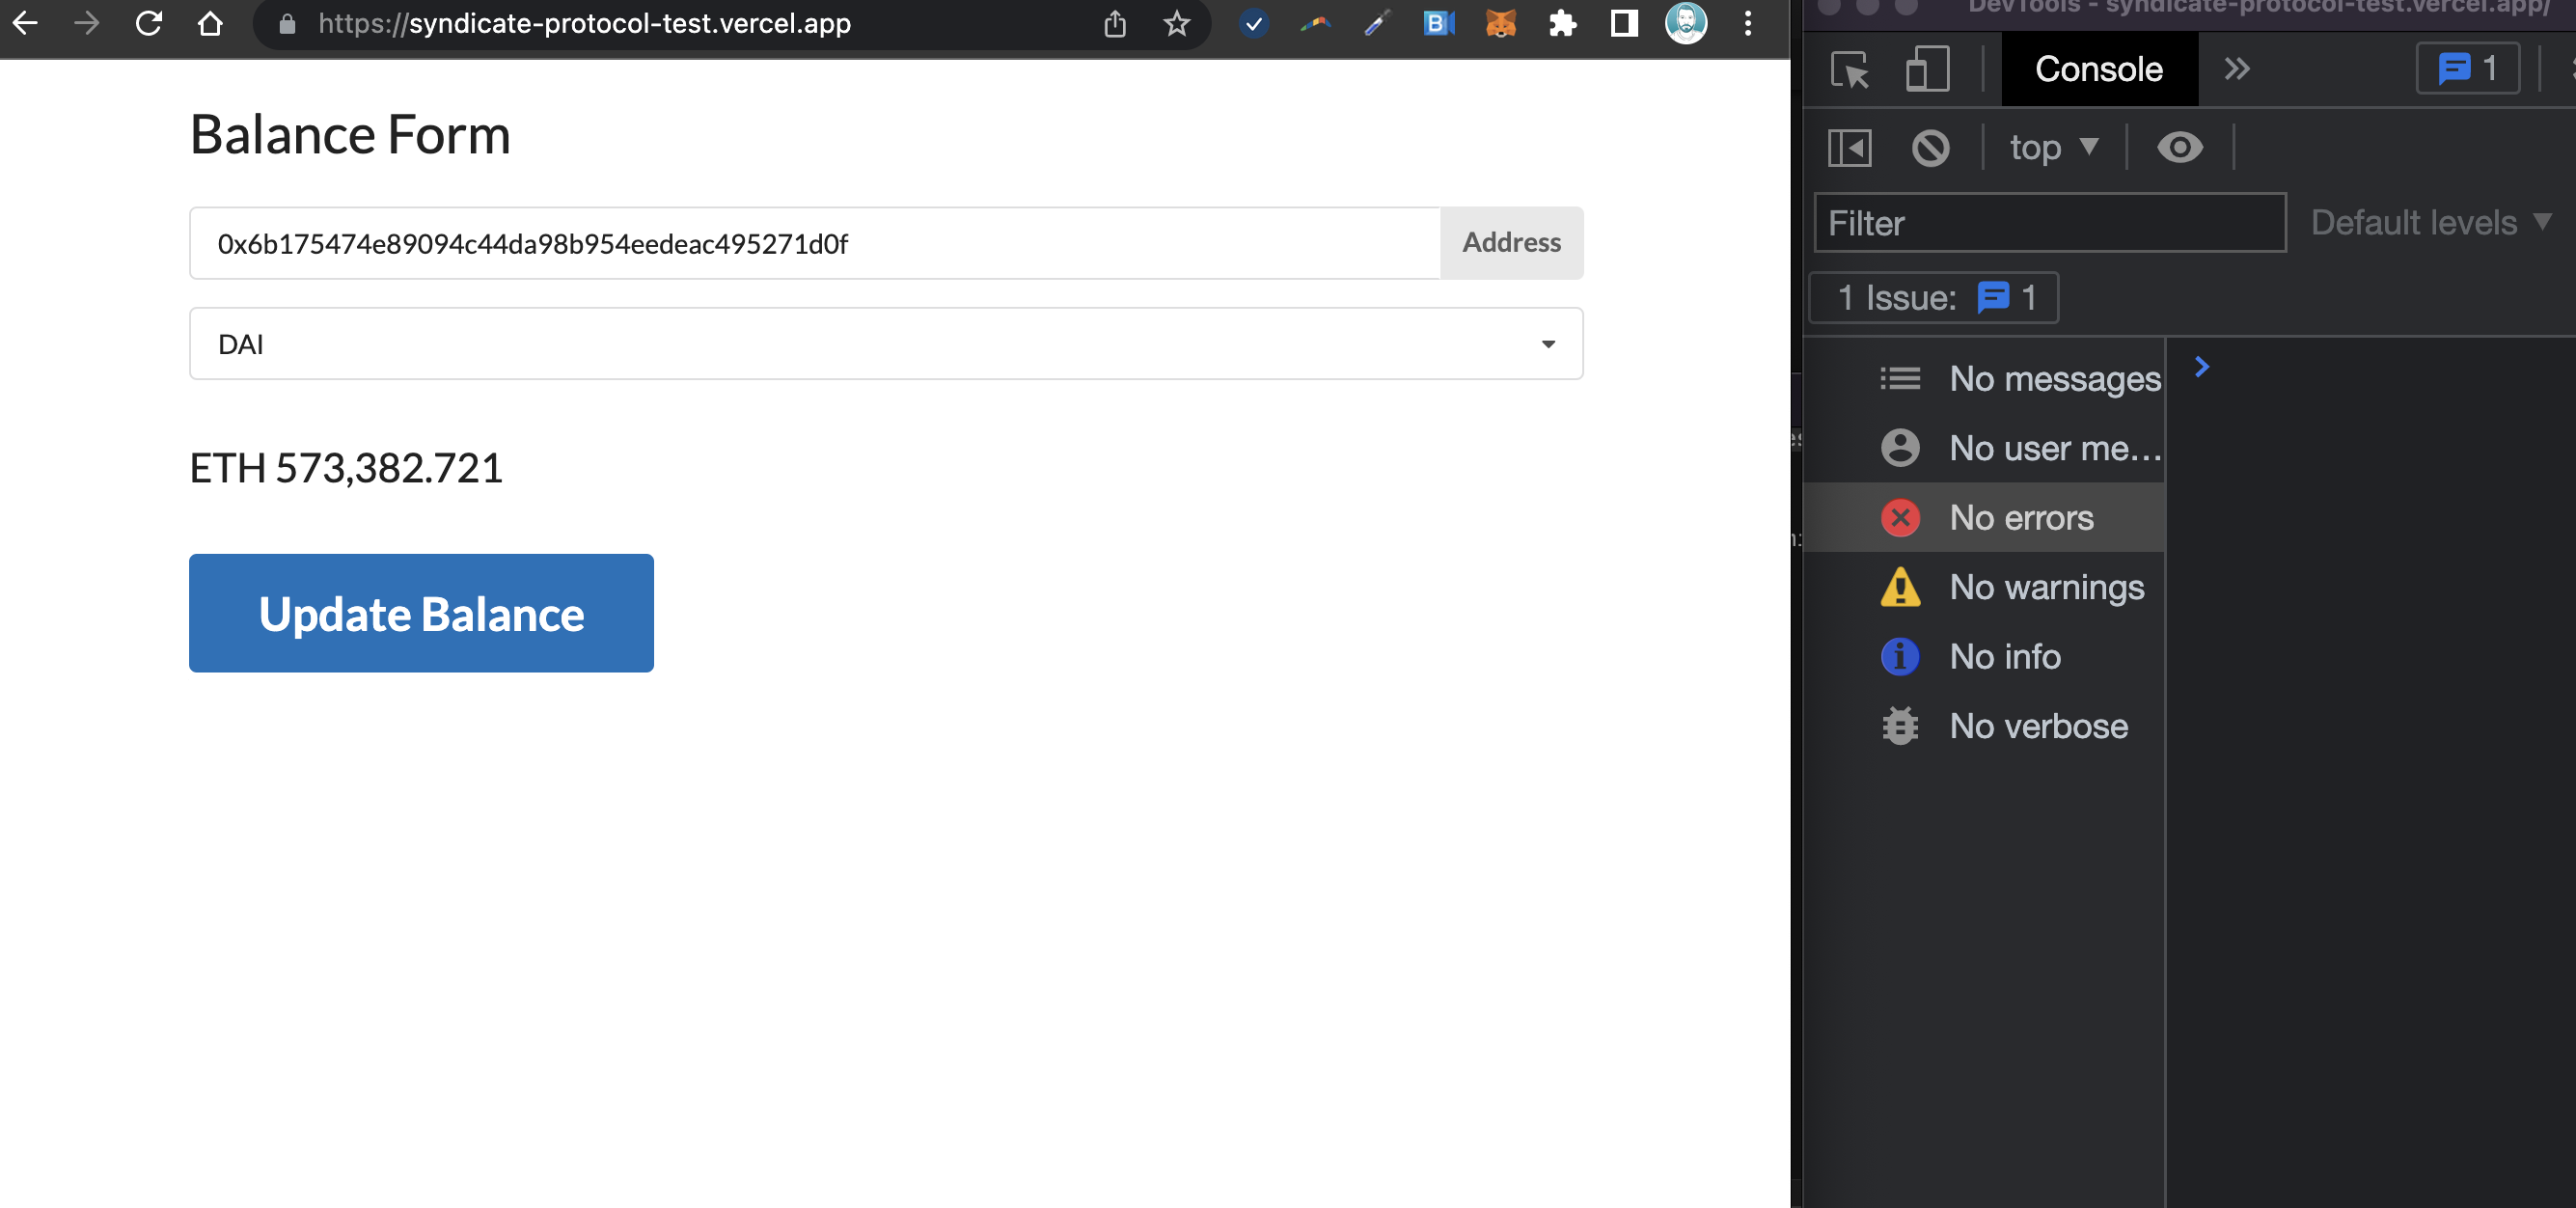 https://syndicate-protocol-test.vercel.app
Balance Form
0x6b175474e89094c44da98b954eedeac495271d0f
Address
DAI
ETH 573,382.721
Update Balance
DevTools - syndicate-protocol-test.vercel.app/
Console
1
top
Filter
Default levels
1 Issue: 1
No messages
No user me...
No errors
No warnings
No info
No verbose